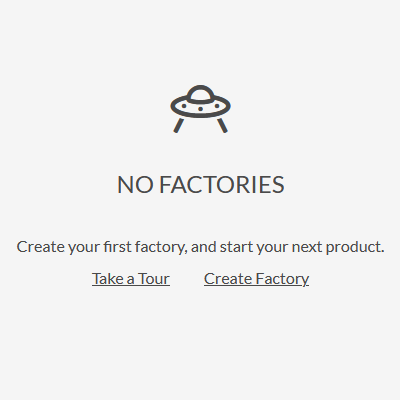 NO FACTORIES
Create your first factory, and start your next product.
Take a Tour Create Factory